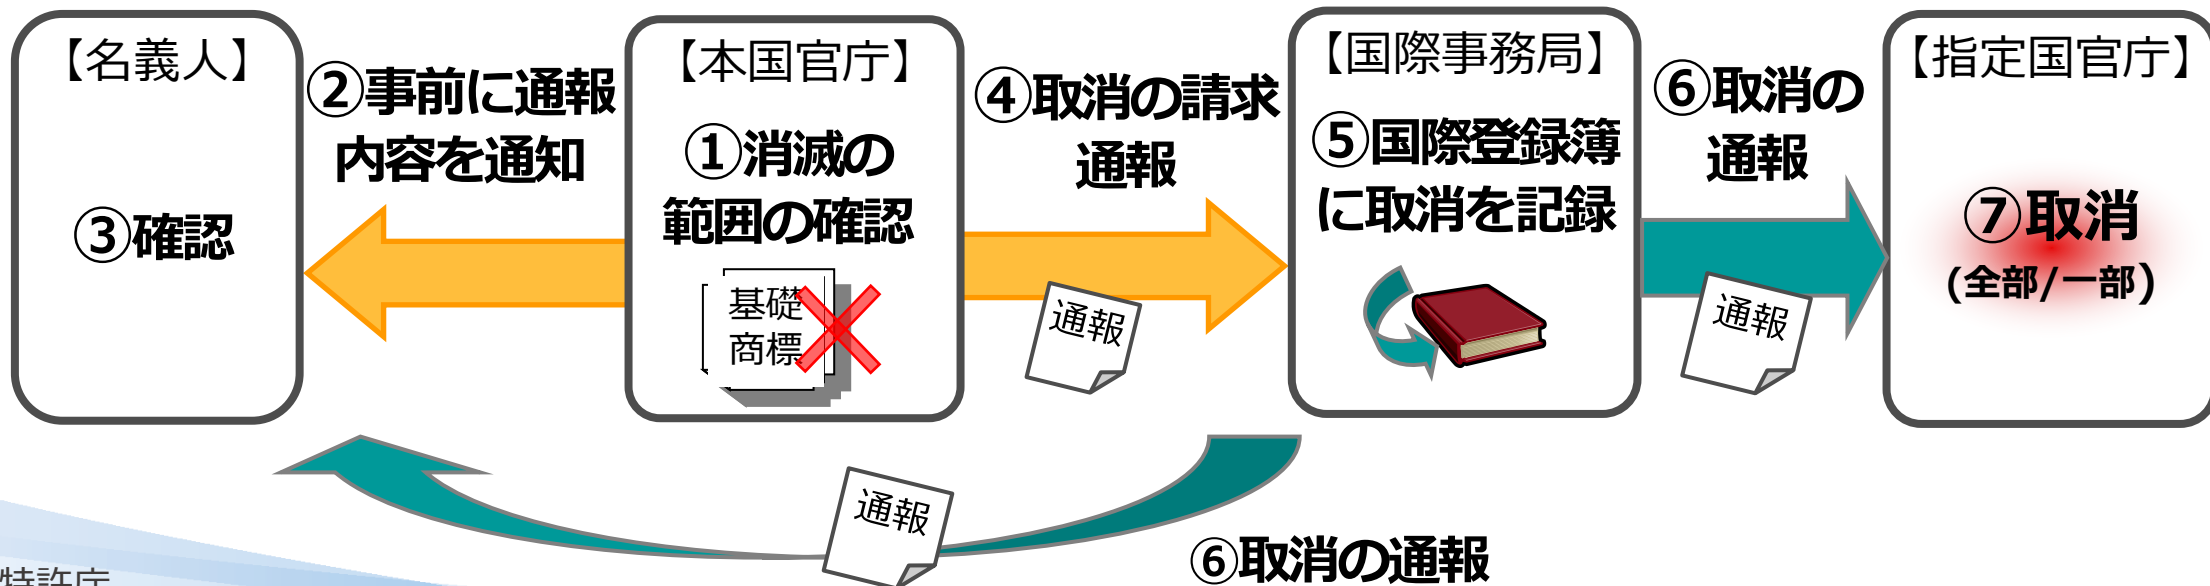 【名義人】
②事前に通報
内容を通知
③確認
【本国官庁】
①消滅の
範囲の確認
基礎
商標
④取消の請求
通報
通報
【国際事務局】
⑤国際登録簿
に取消を記録
⑥取消の
通報
通報
【指定国官庁】
⑦取消
(全部/一部)
通報
⑥取消の通報
特許庁